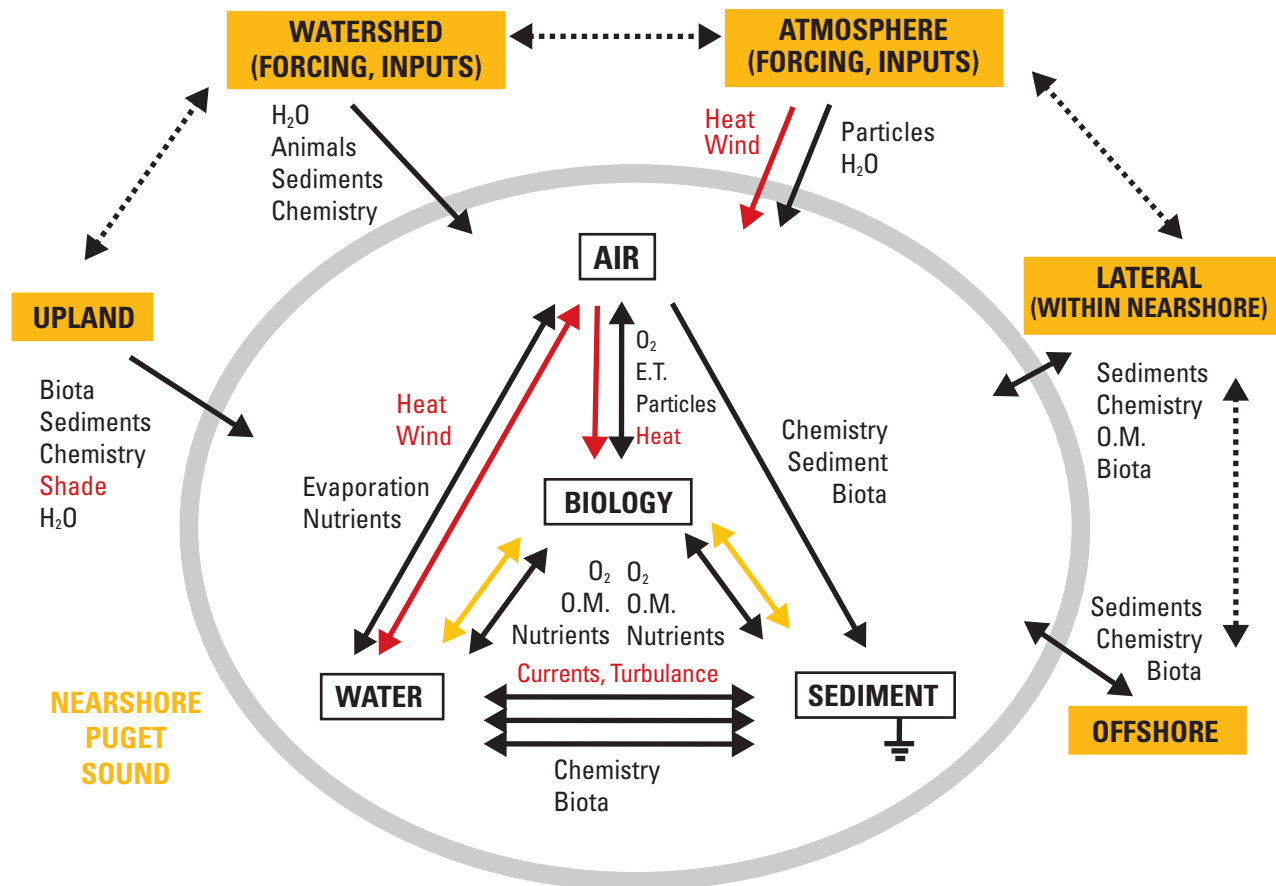 WATERSHED
(FORCING, INPUTS)
ATMOSPHERE
(FORCING, INPUTS)
H₂O
Animals
Sediments
Chemistry
Heat
Wind
Particles
H₂O
AIR
UPLAND
LATERAL
(WITHIN NEARSHORE)
Biota
Sediments
Chemistry
Shade
H₂O
Heat
Wind
Evaporation
Nutrients
O₂
E.T.
Particles
Heat
Chemistry
Sediment
Biota
Sediments
Chemistry
O.M.
Biota
BIOLOGY
O₂
O.M.
Nutrients
O₂
O.M.
Nutrients
Sediments
Chemistry
Biota
WATER
Currents, Turbulance
SEDIMENT
OFFSHORE
NEARSHORE
PUGET
SOUND
Chemistry
Biota